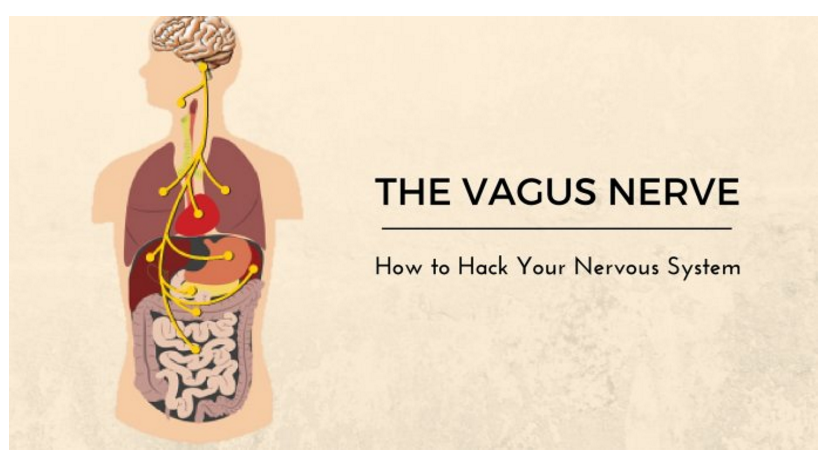 THE VAGUS NERVE
How to Hack Your Nervous System